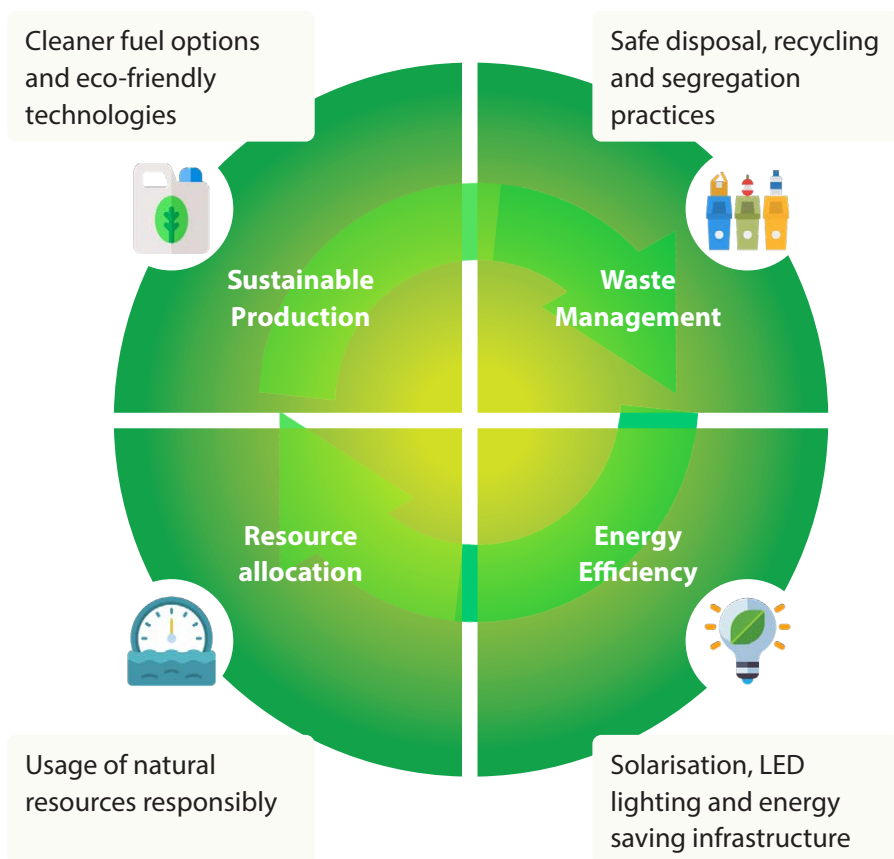 Cleaner fuel options
and eco-friendly
technologies
Safe disposal, recycling
and segregation
practices
Sustainable
Production
Waste
Management
Resource
allocation
Energy
Efficiency
Usage of natural
resources responsibly
Solarisation, LED
lighting and energy
saving infrastructure